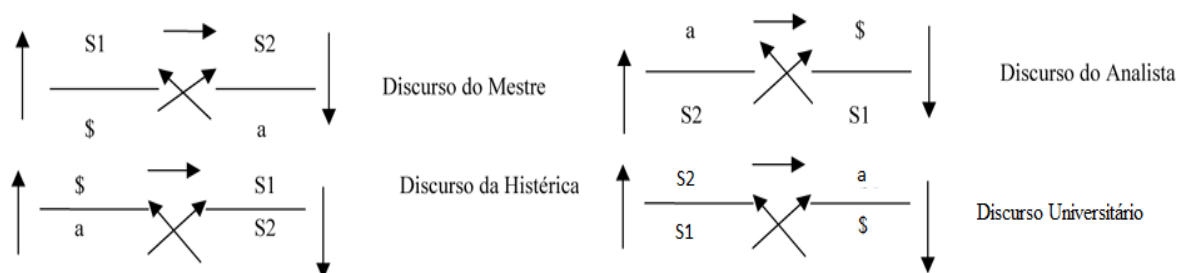 S1 S2
$ a
Discurso do Mestre
a $
S2 S1
Discurso do Analista
$ S1
a S2
Discurso da Histérica
S2 a
S1 $
Discurso Universitário